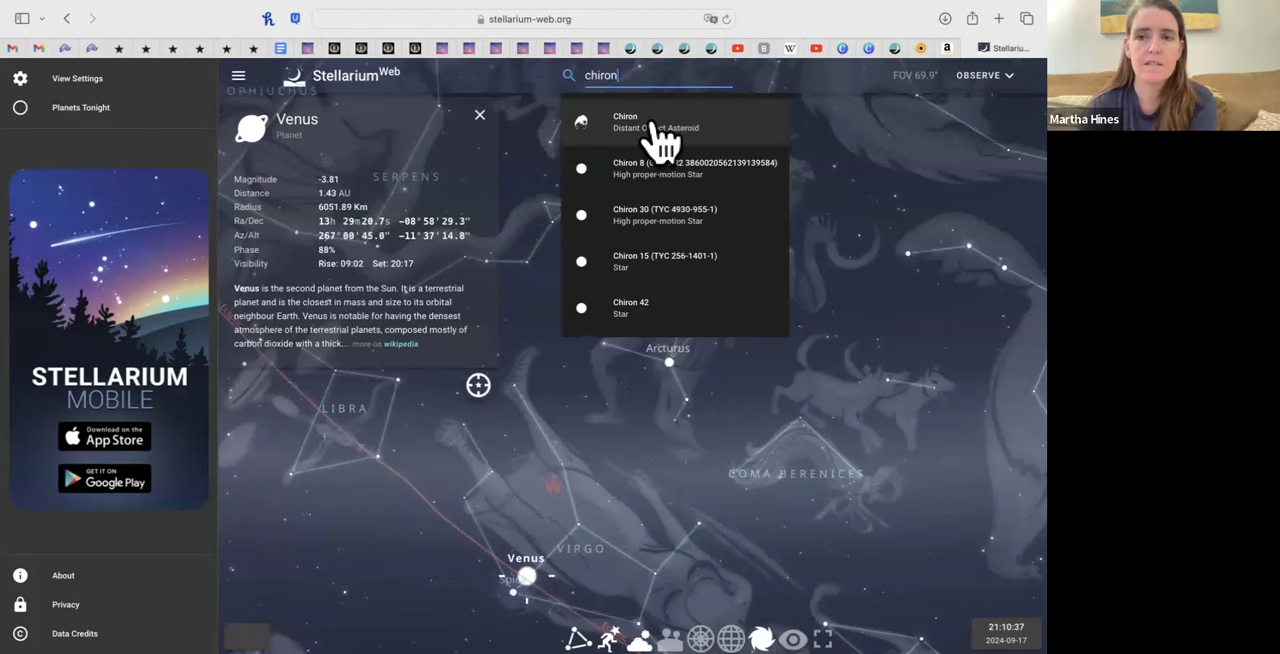 stellarium-web.org
Stellariu...
View Settings
Planets Tonight
STELLARIUM
MOBILE
Download on the
App Store
GET IT ON
Google Play
About
Privacy
Data Credits
StellariumWeb
chiron
FOV 69.9°
OBSERVE
OPHIUCHUS
Venus
Planet
Magnitude -3.81
Distance 1.43 AU
Radius 6051.89 Km
Ra/Dec 13h 29m20.7s -08°58'29.3"
Az/Alt 267°00'45.0" -11°37'14.8"
Phase 88%
Visibility Rise: 09:02 Set: 20:17
Venus is the second planet from the Sun. It is a terrestrial
planet and is the closest in mass and size to its orbital
neighbour Earth. Venus is notable for having the densest
atmosphere of the terrestrial planets, composed mostly of
carbon dioxide with a thick... more on wikipedia
SERPENS
Chiron
Distant Object Asteroid
Chiron 8 ( 2 3860020562139139584)
High proper-motion Star
Chiron 30 (TYC 4930-955-1)
High proper-motion Star
Chiron 15 (TYC 256-1401-1)
Star
Chiron 42
Star
Arcturus
LIBRA
COMA BERENICES
W
VIRGO
Venus
Spica
21:10:37
2024-09-17
Martha Hines